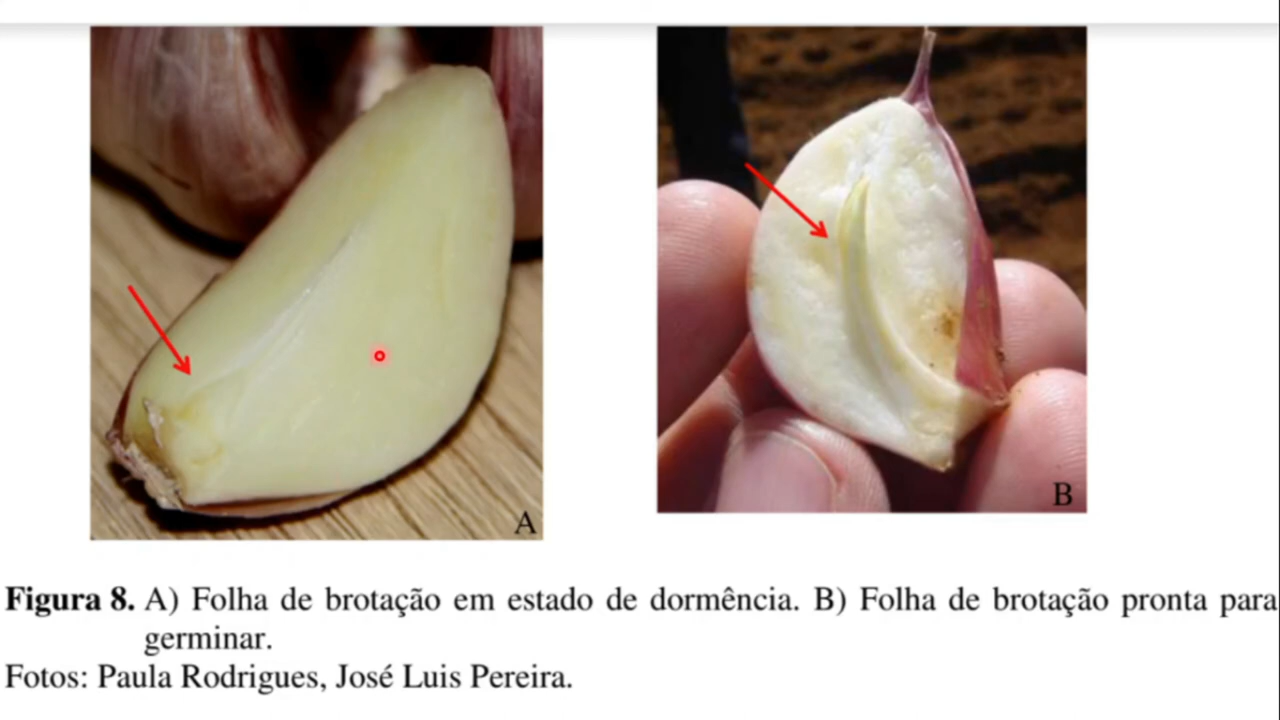 A
B
Figura 8. A) Folha de brotação em estado de dormência. B) Folha de brotação pronta para
germinar.
Fotos: Paula Rodrigues, José Luis Pereira.